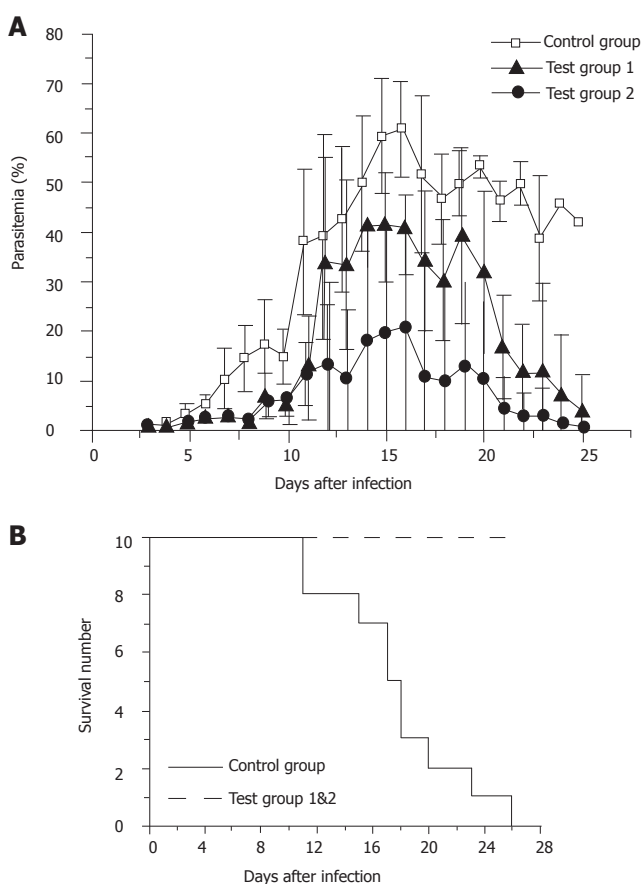 A
Control group
Test group 1
Test group 2
Parasitemia (%)
80
70
60
50
40
30
20
10
0
0 5 10 15 20 25
Days after infection
B
Survival number
10
8
6
4
2
0
Control group
Test group 1&2
0 4 8 12 16 20 24 28
Days after infection